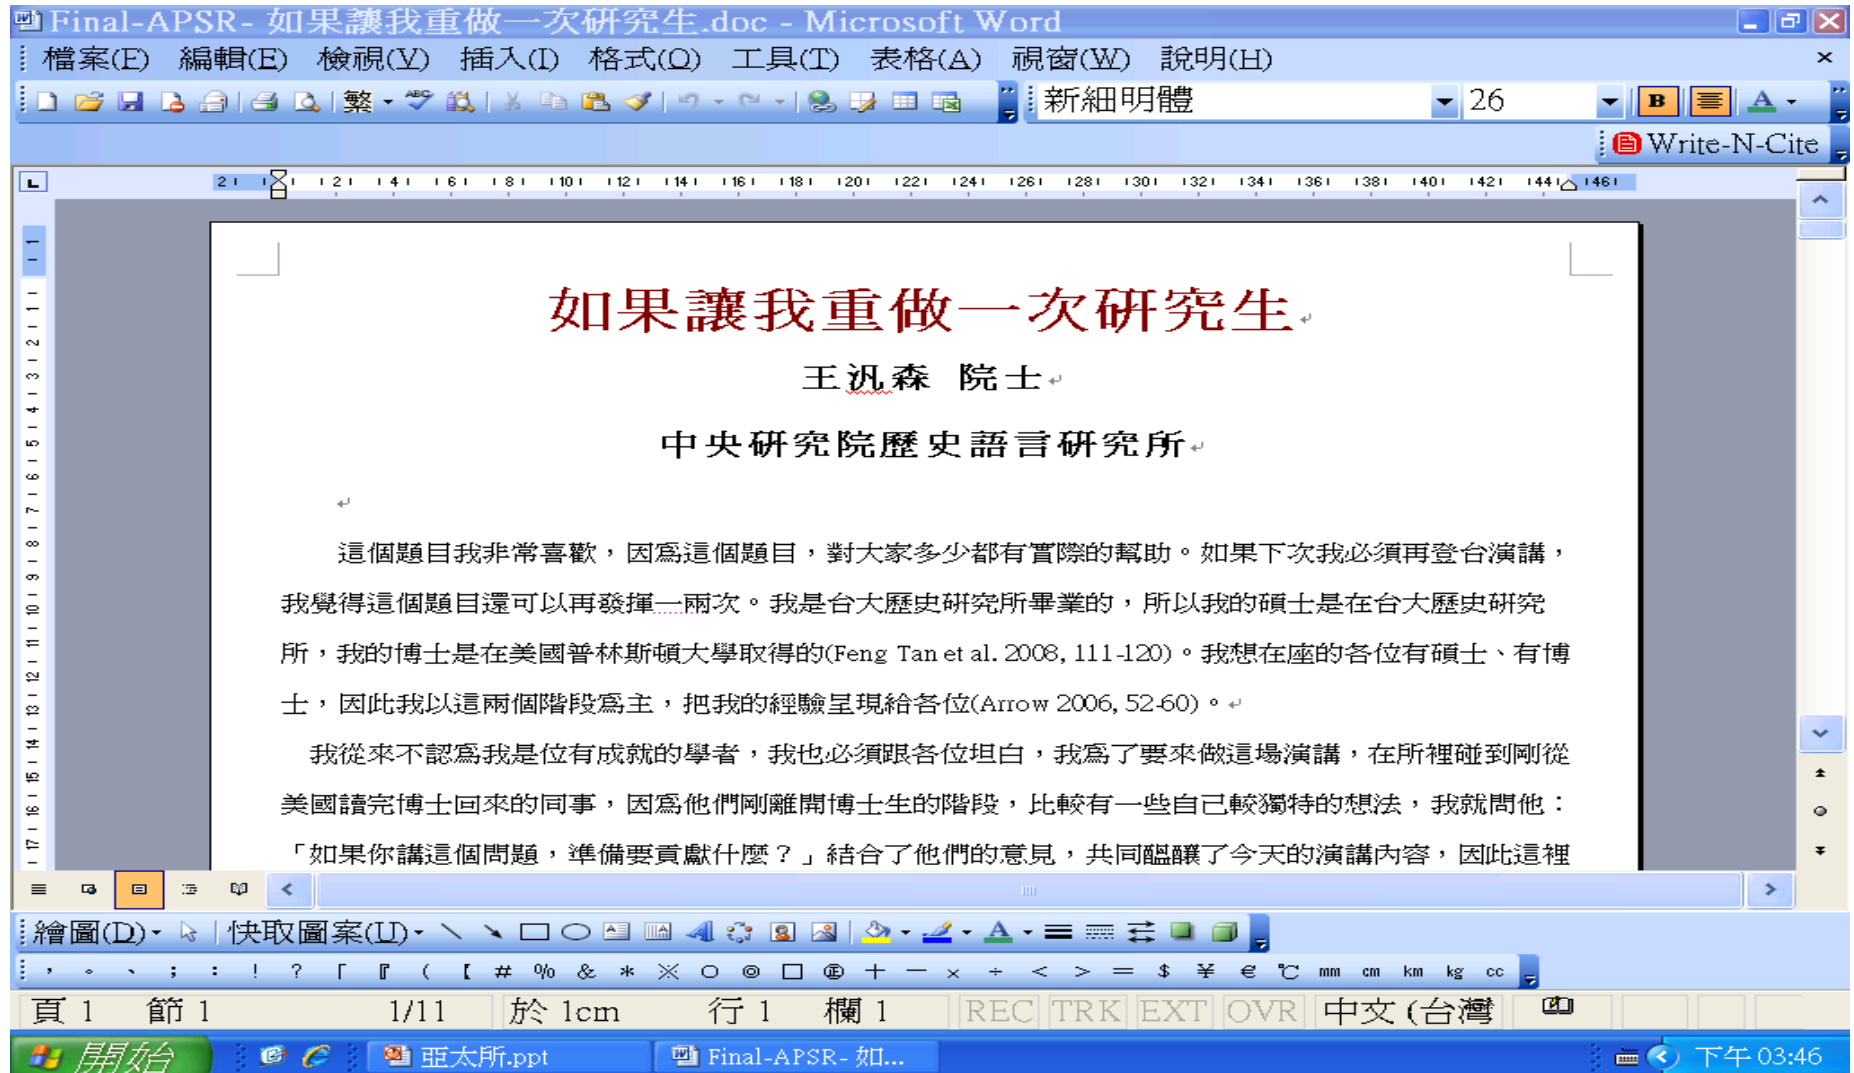 Final-APSR- 如果讓我重做一次研究生.doc - Microsoft Word
檔案(F) 編輯(E) 檢視(V) 插入(I) 格式(O) 工具(T) 表格(A) 視窗(W) 說明(H)
繁 新細明體 26 B A
Write-N-Cite
如果讓我重做一次研究生
王汎森 院士
中央研究院歷史語言研究所
這個題目我非常喜歡，因為這個題目，對大家多少都有實際的幫助。如果下次我必須再登台演講，
我覺得這個題目還可以再發揮一兩次。我是台大歷史研究所畢業的，所以我的碩士是在台大歷史研究
所，我的博士是在美國普林斯頓大學取得的(Feng Tan et al. 2008, 111-120)。我想在座的各位有碩士、有博
士，因此我以這兩個階段為主，把我的經驗呈現給各位(Arrow 2006, 52-60)。
我從來不認為我是位有成就的學者，我也必須跟各位坦白，我為了要來做這場演講，在所裡碰到剛從
美國讀完博士回來的同事，因為他們剛離開博士生的階段，比較有一些自己較獨特的想法，我就問他：
「如果你講這個問題，準備要貢獻什麼？」結合了他們的意見，共同醞釀了今天的演講內容，因此這裡
繪圖(D) 快取圖案(U)
， 。 、 ； ： ！ ？ 「 『 （ 【 # % & * ※ ○ ◎ □ ㊣ ＋ － × ÷ ＜ ＞ ＝ $ ￥ € ℃ mm cm km kg cc
頁 1 節 1 1/11 於 1cm 行 1 欄 1 REC TRK EXT OVR 中文 (台灣
開始 亞太所.ppt Final-APSR- 如... 下午 03:46